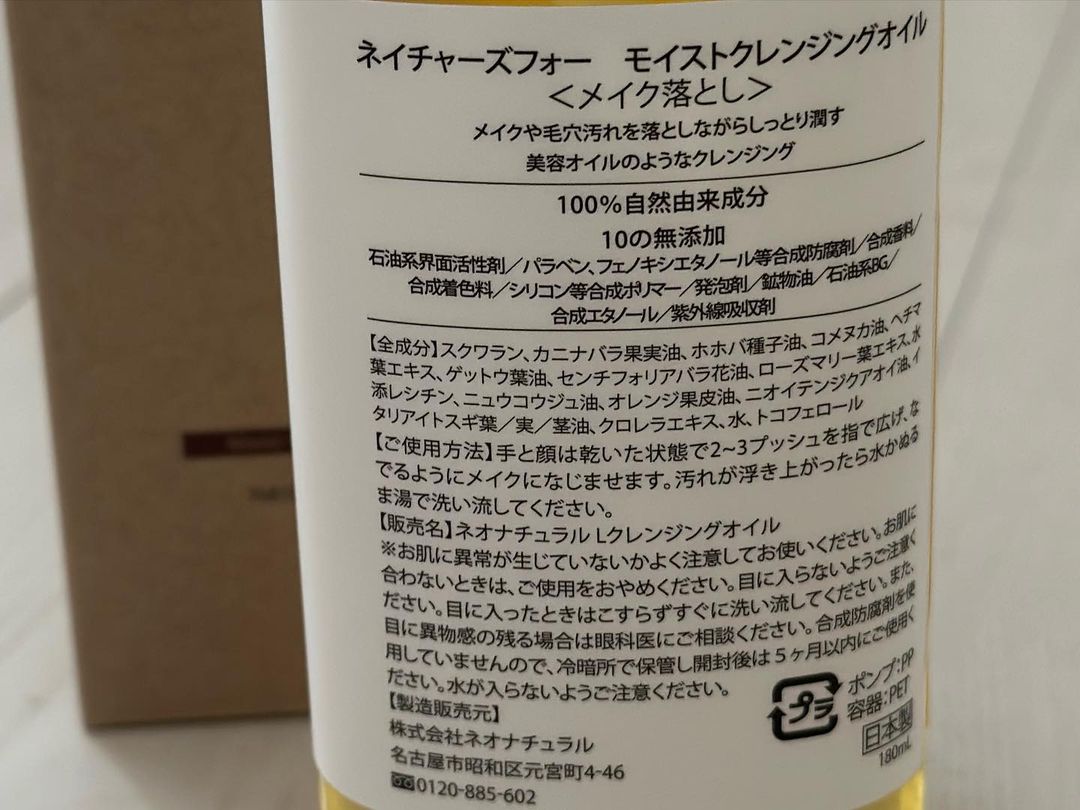 ネイチャーズフォー　モイストクレンジングオイル
＜メイク落とし＞
メイクや毛穴汚れを落としながらしっとり潤す
美容オイルのようなクレンジング
100%自然由来成分
10の無添加
石油系界面活性剤／パラベン、フェノキシエタノール等合成防腐剤／合成香料／
合成着色料／シリコン等合成ポリマー／発泡剤／鉱物油／石油系BG／
合成エタノール／紫外線吸収剤
【全成分】スクワラン、カニナバラ果実油、ホホバ種子油、コメヌカ油、ヘチマ
葉エキス、ゲットウ葉油、センチフォリアバラ花油、ローズマリー葉エキス、水
添レシチン、ニュウコウジュ油、オレンジ果皮油、ニオイテンジクアオイ油、イ
タリアイトスギ葉／実／茎油、クロレラエキス、水、トコフェロール
【ご使用方法】手と顔は乾いた状態で2~3プッシュを指で広げ、な
でるようにメイクになじませます。汚れが浮き上がったら水かぬる
ま湯で洗い流してください。
【販売名】ネオナチュラル Lクレンジングオイル
※お肌に異常が生じていないかよく注意してお使いください。お肌に
合わないときは、ご使用をおやめください。目に入らないようご注意く
ださい。目に入ったときはこすらずすぐに洗い流してください。また、
目に異物感の残る場合は眼科医にご相談ください。合成防腐剤を使
用していませんので、冷暗所で保管し開封後は5ヶ月以内にご使用く
ださい。水が入らないようご注意ください。
【製造販売元】
株式会社ネオナチュラル
名古屋市昭和区元宮町4-46
0120-885-602
プラ
ポンプ:PP
容器:PET
日本製
180mL